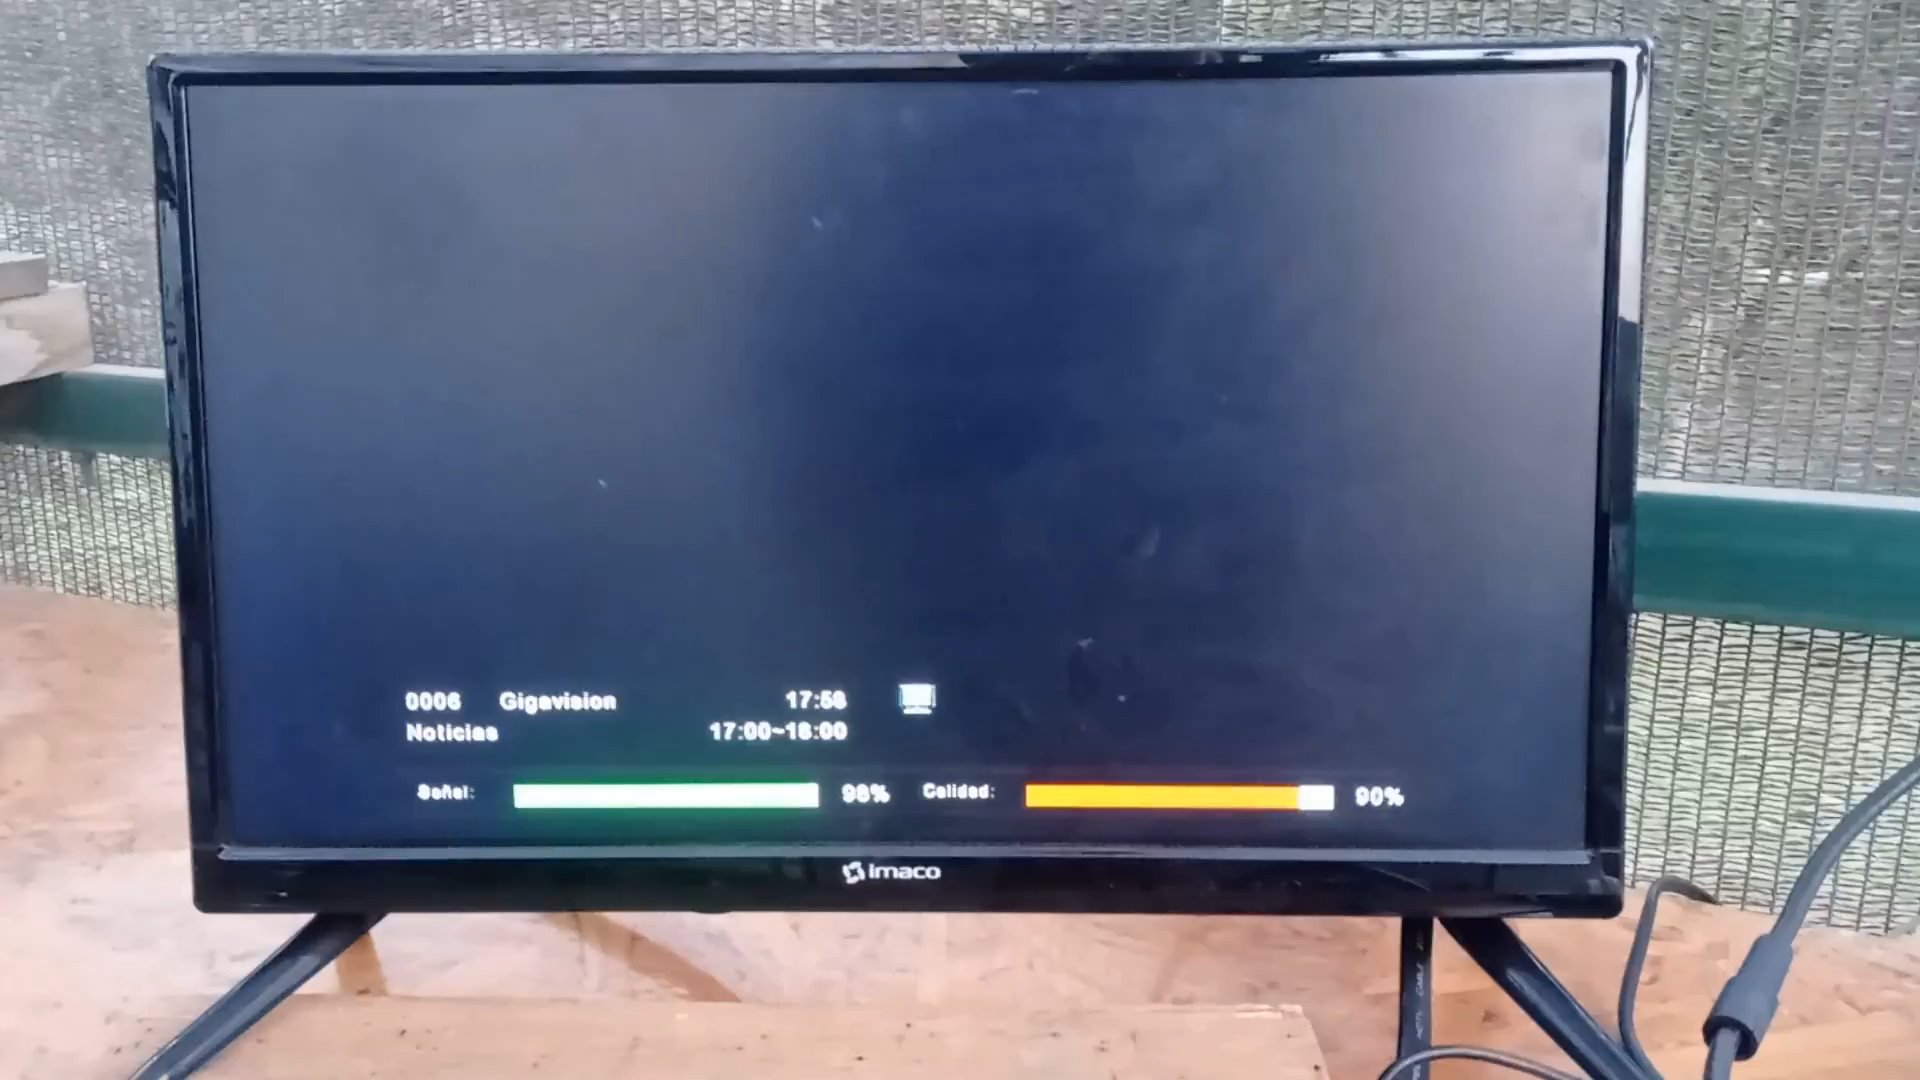 0006 Gigavision 17:58
Noticias 17:00~18:00
Señal: 98% Calidad: 90%
imaco